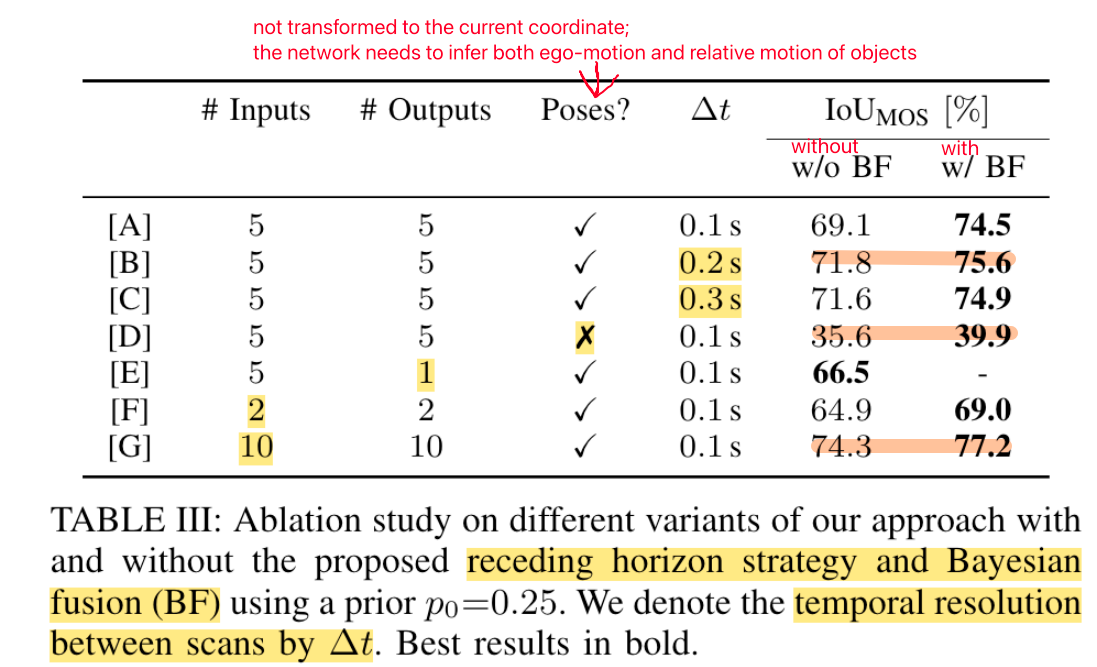 not transformed to the current coordinate;
the network needs to infer both ego-motion and relative motion of objects
# Inputs # Outputs Poses? Δt IoU_MOS [%]
without with
w/o BF w/ BF
[A] 5 5 ✓ 0.1 s 69.1 74.5
[B] 5 5 ✓ 0.2 s 71.8 75.6
[C] 5 5 ✓ 0.3 s 71.6 74.9
[D] 5 5 ✗ 0.1 s 35.6 39.9
[E] 5 1 ✓ 0.1 s 66.5 -
[F] 2 2 ✓ 0.1 s 64.9 69.0
[G] 10 10 ✓ 0.1 s 74.3 77.2
TABLE III: Ablation study on different variants of our approach with
and without the proposed receding horizon strategy and Bayesian
fusion (BF) using a prior p₀=0.25. We denote the temporal resolution
between scans by Δt. Best results in bold.